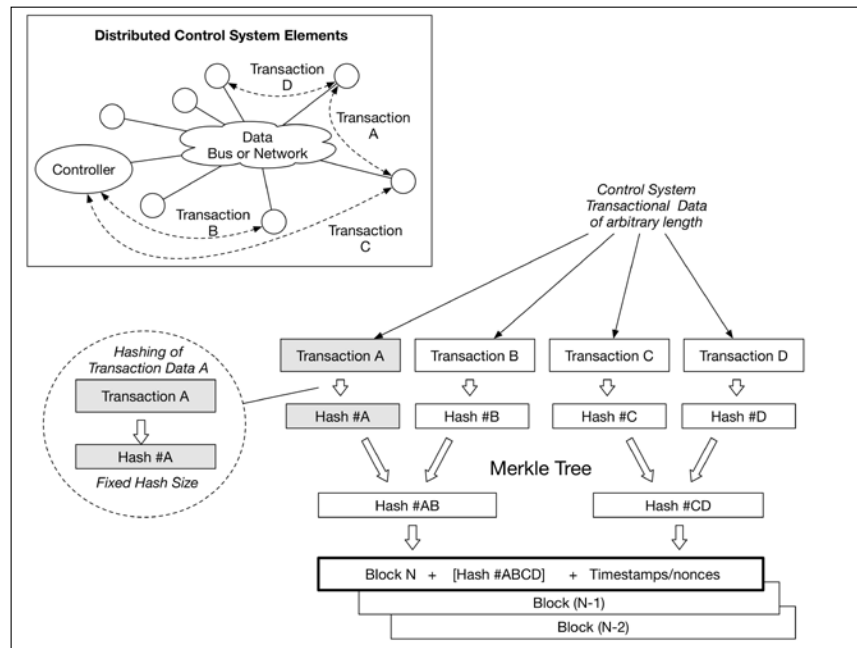 Distributed Control System Elements
Transaction
D
Transaction
A
Data
Bus or Network
Controller
Transaction
B
Transaction
C
Control System
Transactional Data
of arbitrary length
Hashing of
Transaction Data A
Transaction A
Hash #A
Fixed Hash Size
Transaction A
Transaction B
Transaction C
Transaction D
Hash #A
Hash #B
Hash #C
Hash #D
Merkle Tree
Hash #AB
Hash #CD
Block N + [Hash #ABCD] + Timestamps/nonces
Block (N-1)
Block (N-2)